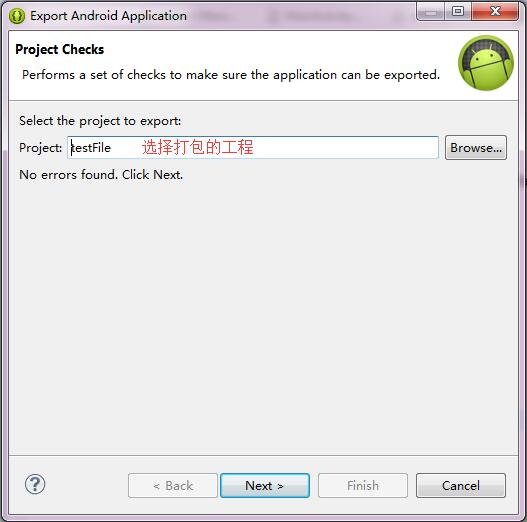 Export Android Application
Project Checks
Performs a set of checks to make sure the application can be exported.
Select the project to export:
Project: testFile 选择打包的工程 Browse...
No errors found. Click Next.
? < Back Next > Finish Cancel